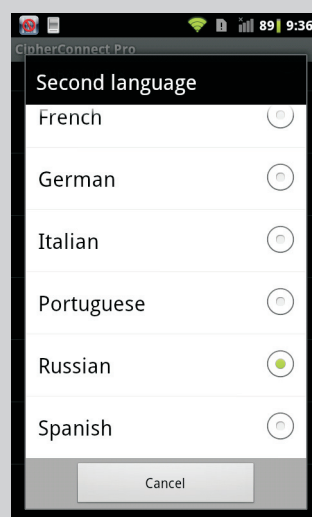 89 9:36
CipherConnect Pro
Second language
French
German
Italian
Portuguese
Russian
Spanish
Cancel